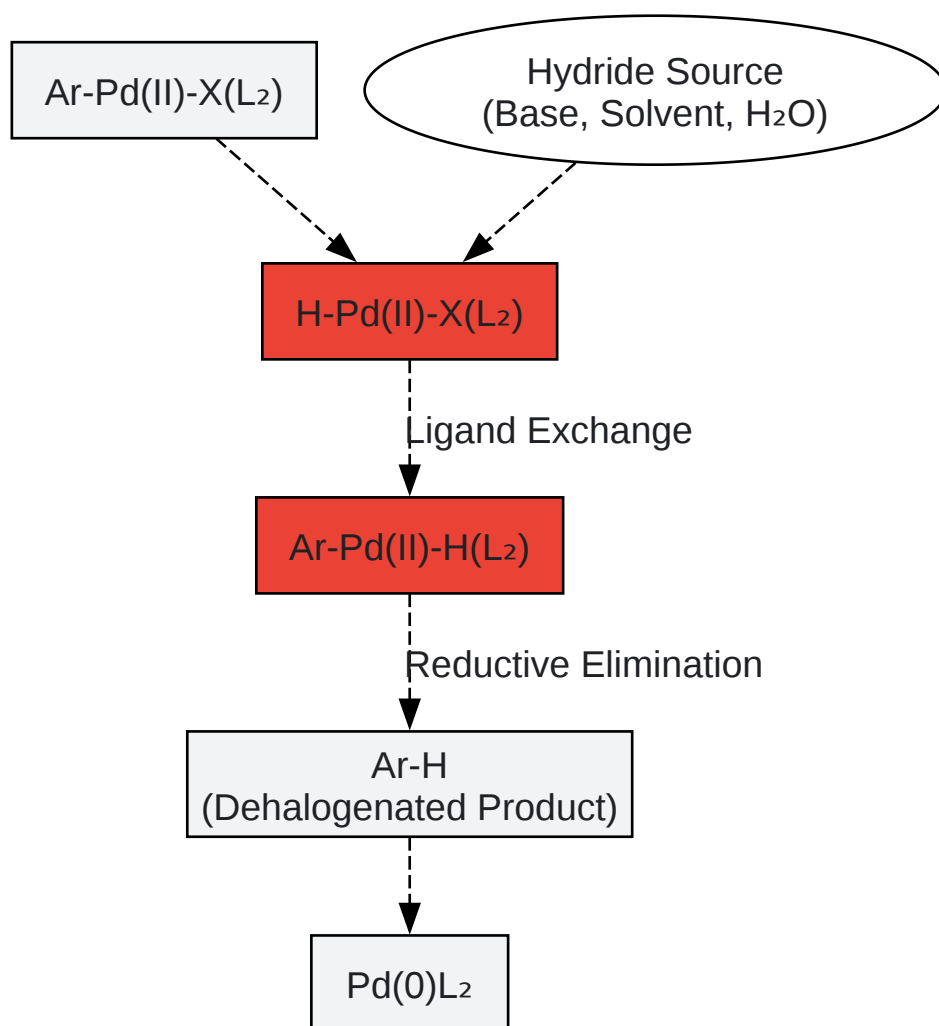 Ar-Pd(II)-X(L₂)
Hydride Source
(Base, Solvent, H₂O)
H-Pd(II)-X(L₂)
Ligand Exchange
Ar-Pd(II)-H(L₂)
Reductive Elimination
Ar-H
(Dehalogenated Product)
Pd(0)L₂